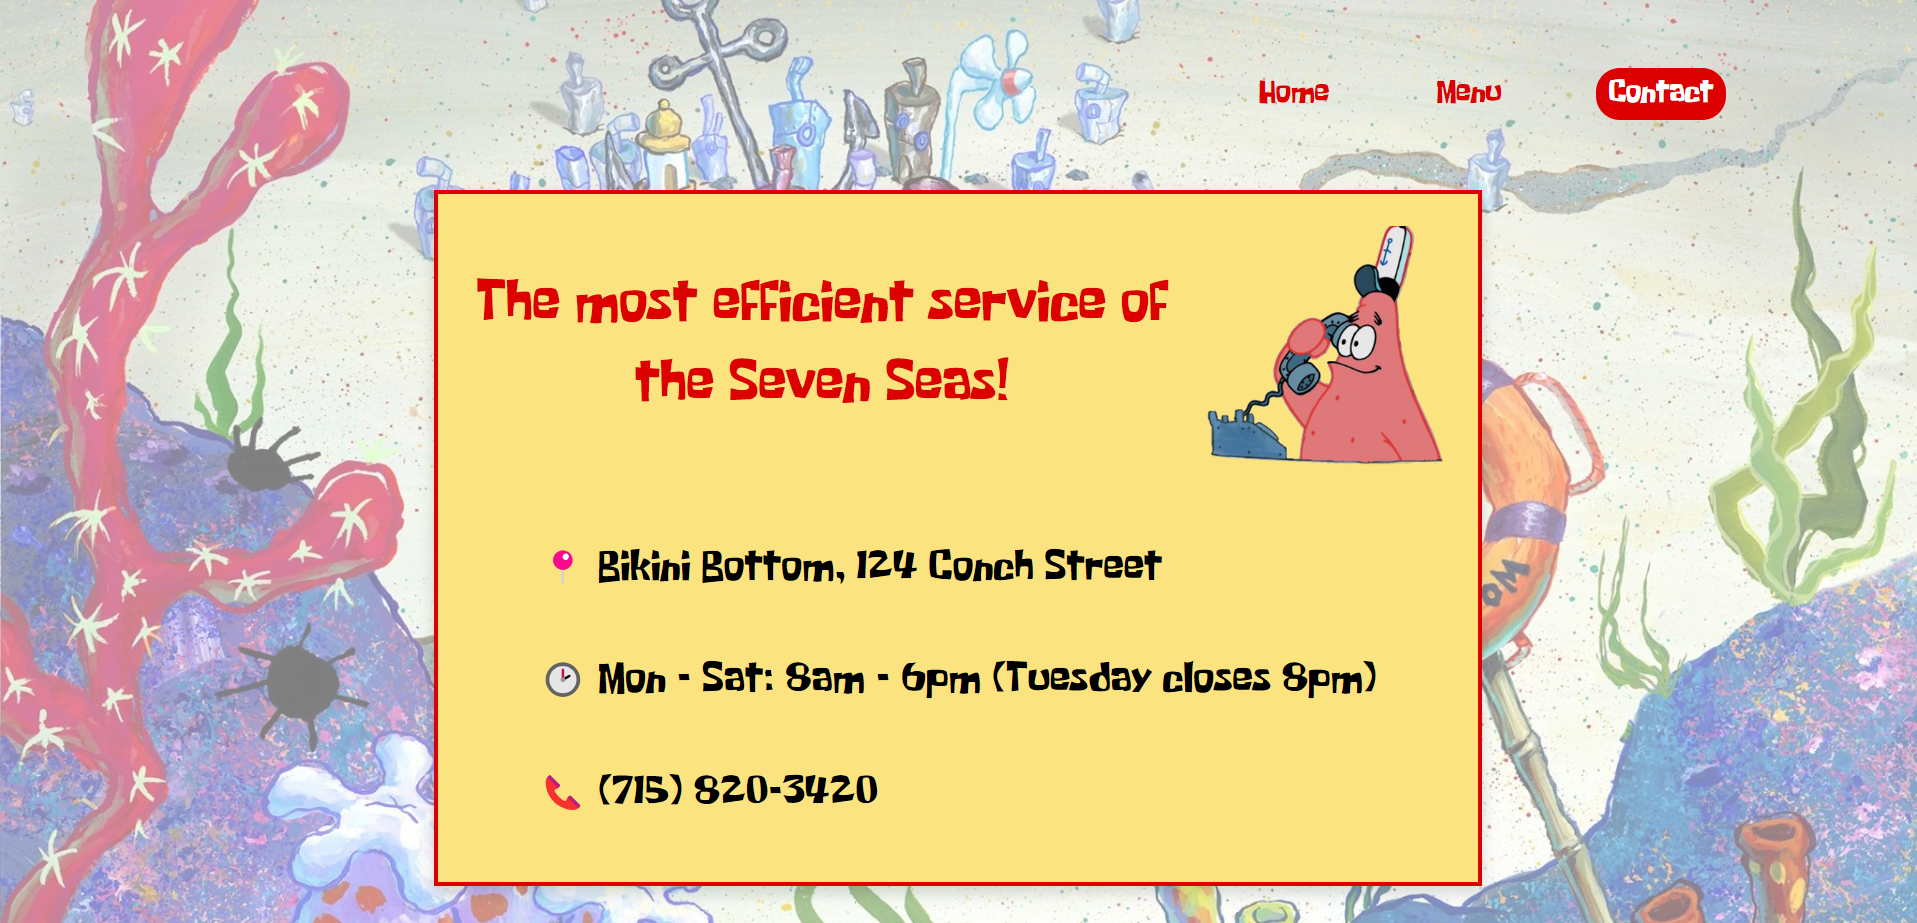 Home
Menu
Contact
The most efficient service of
the Seven Seas!
Bikini Bottom, 124 Conch Street
Mon - Sat: 8am - 6pm (Tuesday closes 8pm)
(715) 820-3420
WO